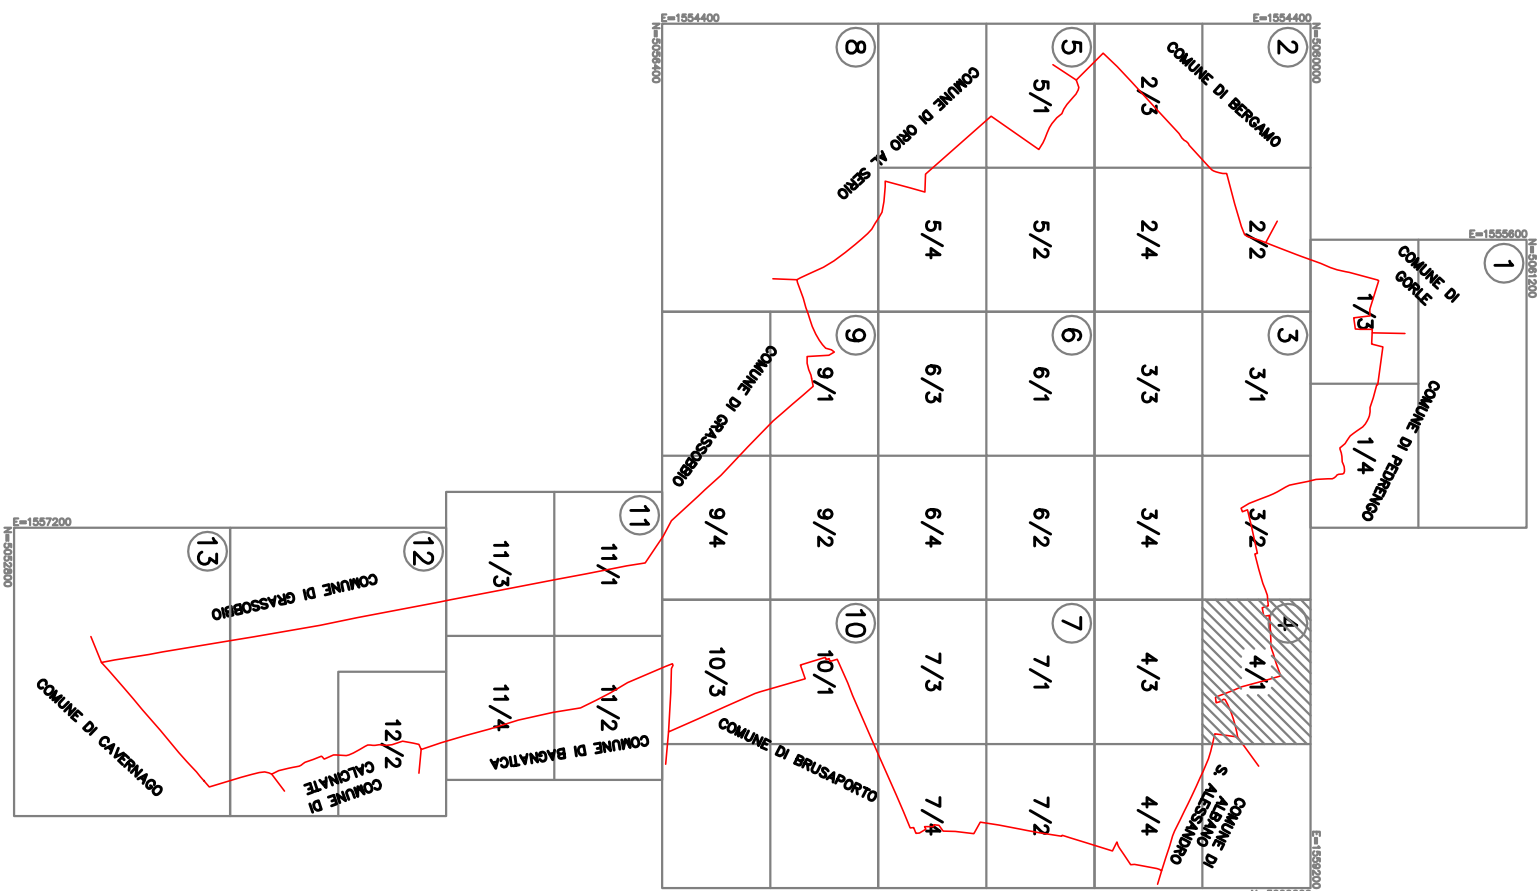 1
E=1555600
N=5061200
COMUNE DI
GORLE
1/3
1/4
COMUNE DI PEDRENGO
E=1554400
N=5060000
2
COMUNE DI BERGAMO
2/2
3
3/1
3/2
4
4/1
2/3
2/4
3/3
3/4
4/3
4/4
COMUNE DI
ALBANO
S. ALESSANDRO
E=1559200
5
5/1
5/2
6
6/1
6/2
7
7/1
7/2
5/4
6/3
6/4
7/3
7/4
COMUNE DI ORIO AL SERIO
8
9
9/1
9/2
10
10/1
COMUNE DI BRUSAPORTO
E=1554400
N=5056400
COMUNE DI GRASSOBBIO
9/4
10/3
11
11/1
11/2
COMUNE DI BAGNATICA
11/3
11/4
12
12/2
COMUNE DI
CALCINATE
COMUNE DI GRASSOBBIO
13
COMUNE DI CAVERNAGO
E=1557200
N=5052800